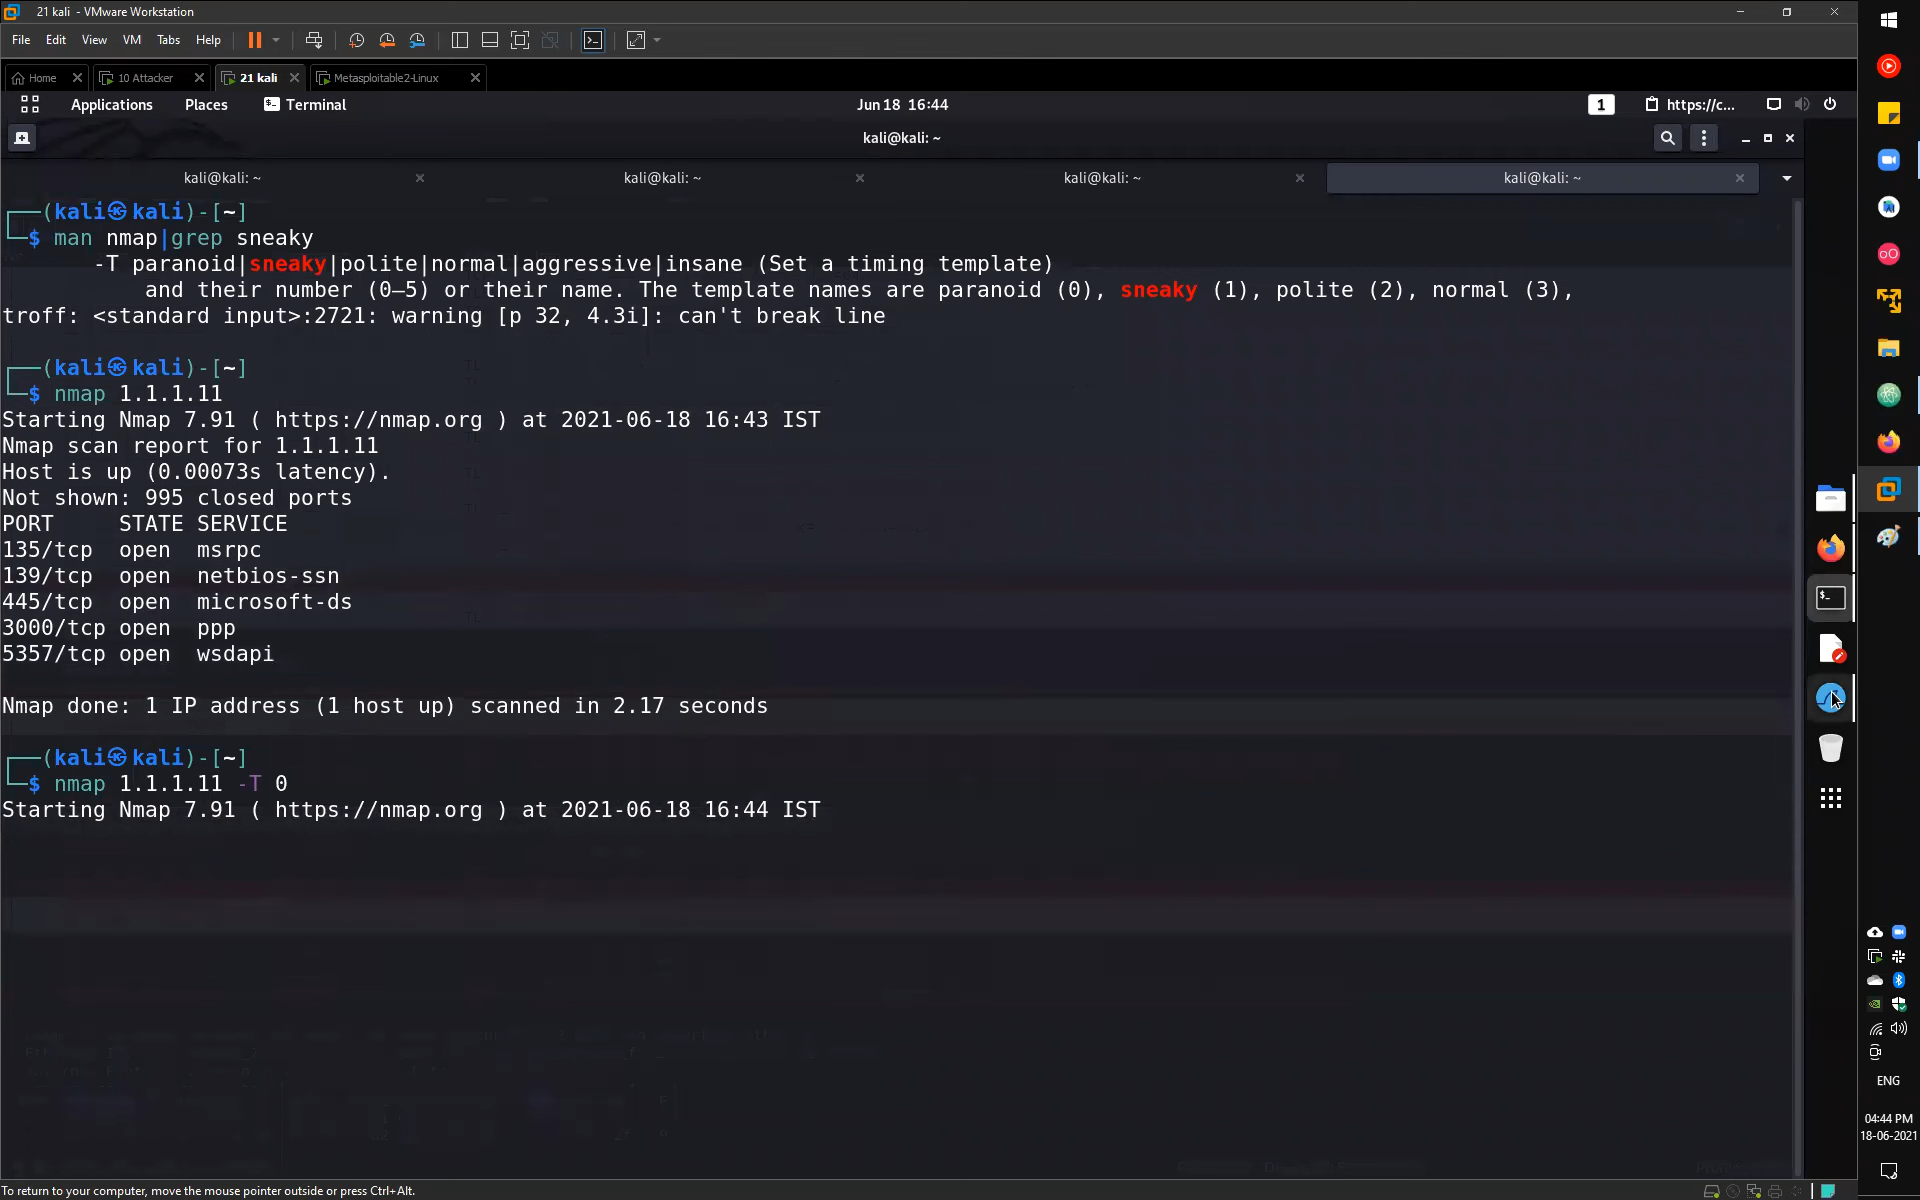 21 kali - VMware Workstation
File Edit View VM Tabs Help
Home 10 Attacker 21 kali Metasploitable2-Linux
Applications Places Terminal Jun 18 16:44 1 https://c...
kali@kali: ~
kali@kali: ~ kali@kali: ~ kali@kali: ~ kali@kali: ~
(kali㉿kali)-[~]
$ man nmap|grep sneaky
-T paranoid|sneaky|polite|normal|aggressive|insane (Set a timing template)
and their number (0–5) or their name. The template names are paranoid (0), sneaky (1), polite (2), normal (3),
troff: <standard input>:2721: warning [p 32, 4.3i]: can't break line
(kali㉿kali)-[~]
$ nmap 1.1.1.11
Starting Nmap 7.91 ( https://nmap.org ) at 2021-06-18 16:43 IST
Nmap scan report for 1.1.1.11
Host is up (0.00073s latency).
Not shown: 995 closed ports
PORT     STATE SERVICE
135/tcp  open  msrpc
139/tcp  open  netbios-ssn
445/tcp  open  microsoft-ds
3000/tcp open  ppp
5357/tcp open  wsdapi
Nmap done: 1 IP address (1 host up) scanned in 2.17 seconds
(kali㉿kali)-[~]
$ nmap 1.1.1.11 -T 0
Starting Nmap 7.91 ( https://nmap.org ) at 2021-06-18 16:44 IST
ENG
04:44 PM
18-06-2021
To return to your computer, move the mouse pointer outside or press Ctrl+Alt.